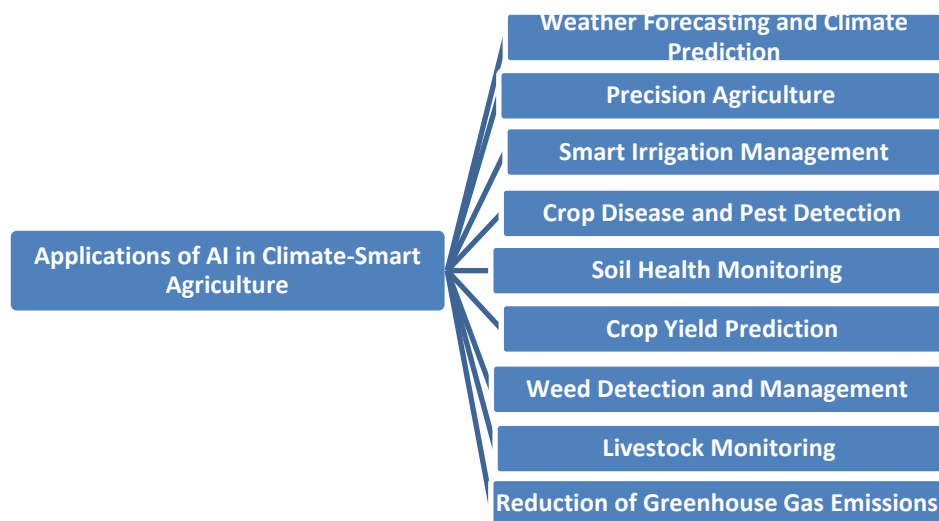 Weather Forecasting and Climate
Prediction
Precision Agriculture
Smart Irrigation Management
Crop Disease and Pest Detection
Applications of AI in Climate-Smart
Agriculture
Soil Health Monitoring
Crop Yield Prediction
Weed Detection and Management
Livestock Monitoring
Reduction of Greenhouse Gas Emissions